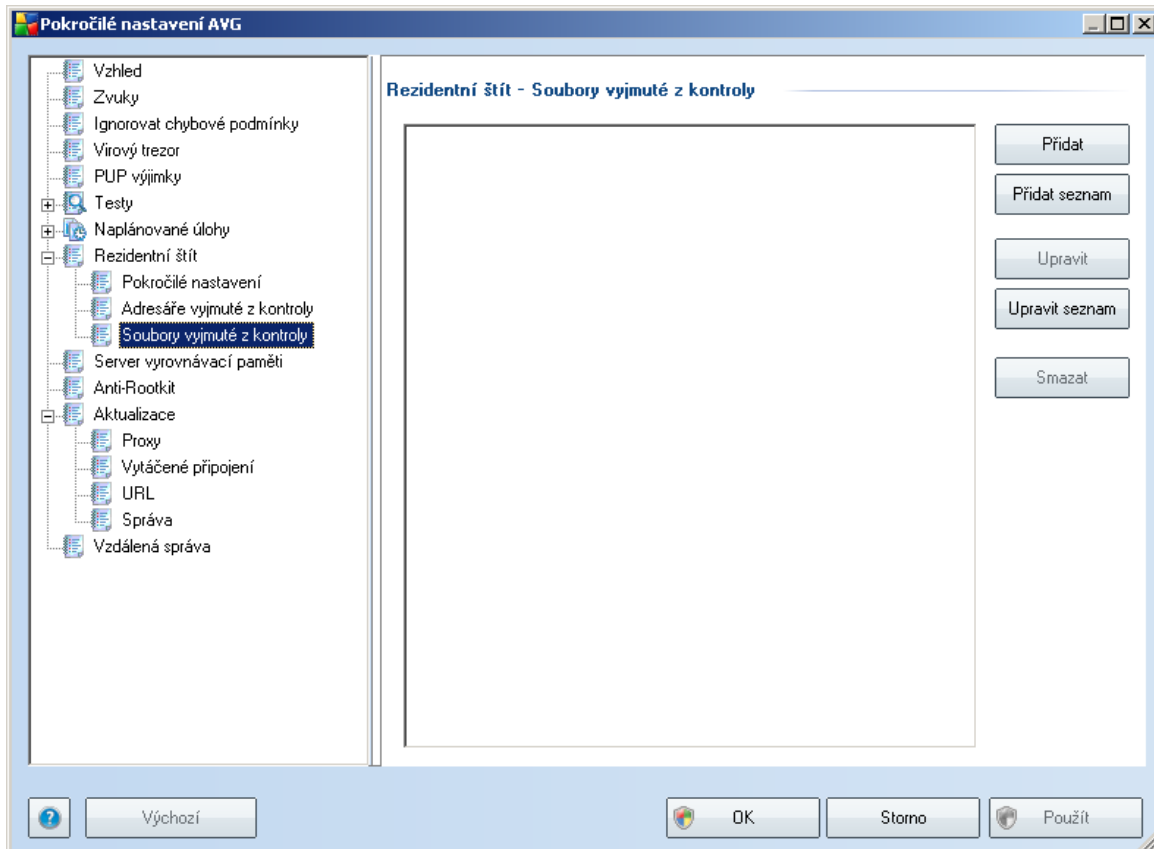 Pokročilé nastavení AVG
Vzhled
Zvuky
Ignorovat chybové podmínky
Virový trezor
PUP výjimky
Testy
Naplánované úlohy
Rezidentní štít
Pokročilé nastavení
Adresáře vyjmuté z kontroly
Soubory vyjmuté z kontroly
Server vyrovnávací paměti
Anti-Rootkit
Aktualizace
Proxy
Vytáčené připojení
URL
Správa
Vzdálená správa
Rezidentní štít - Soubory vyjmuté z kontroly
Přidat
Přidat seznam
Upravit
Upravit seznam
Smazat
Výchozí
OK
Storno
Použít